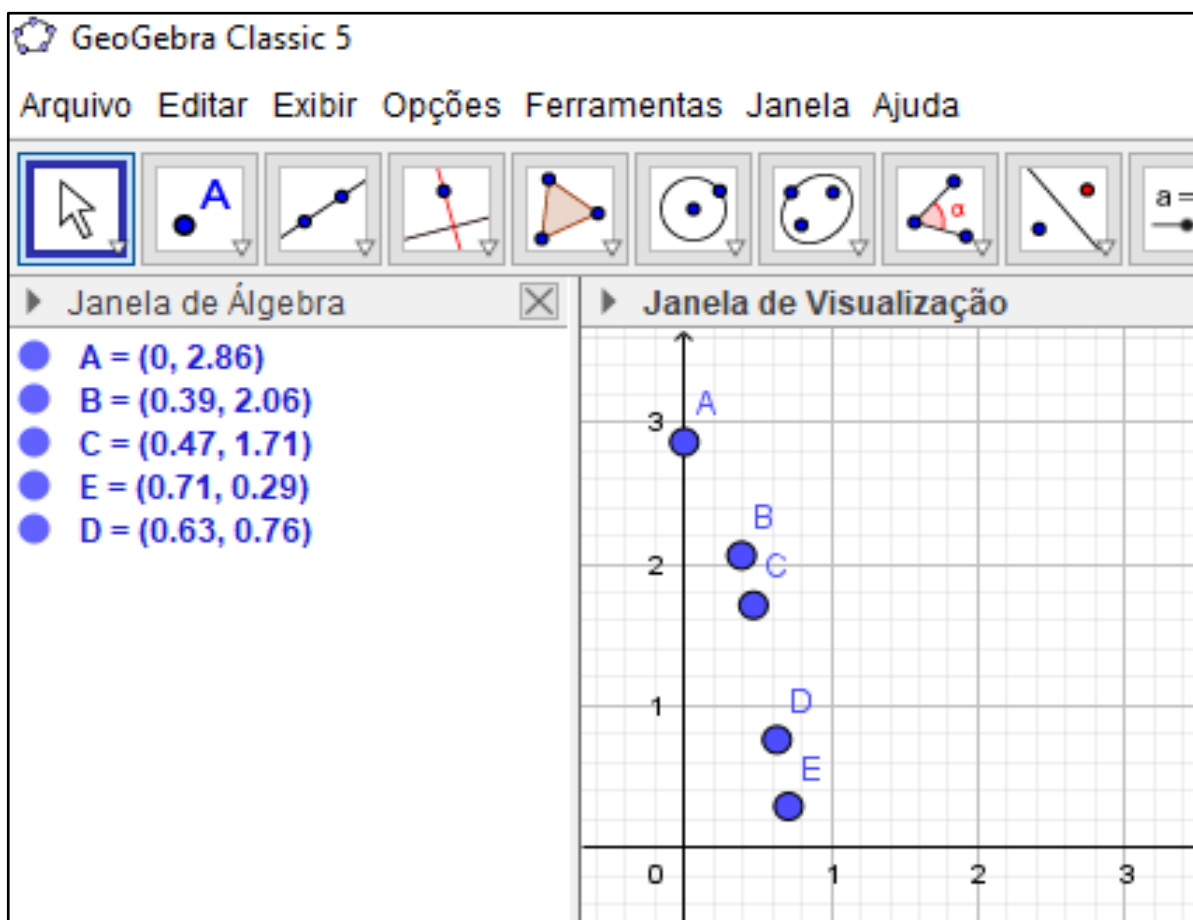 GeoGebra Classic 5
Arquivo Editar Exibir Opções Ferramentas Janela Ajuda
A
α
a =
Janela de Álgebra
Janela de Visualização
A = (0, 2.86)
B = (0.39, 2.06)
C = (0.47, 1.71)
E = (0.71, 0.29)
D = (0.63, 0.76)
A
3
B
2
C
1
D
E
0 1 2 3